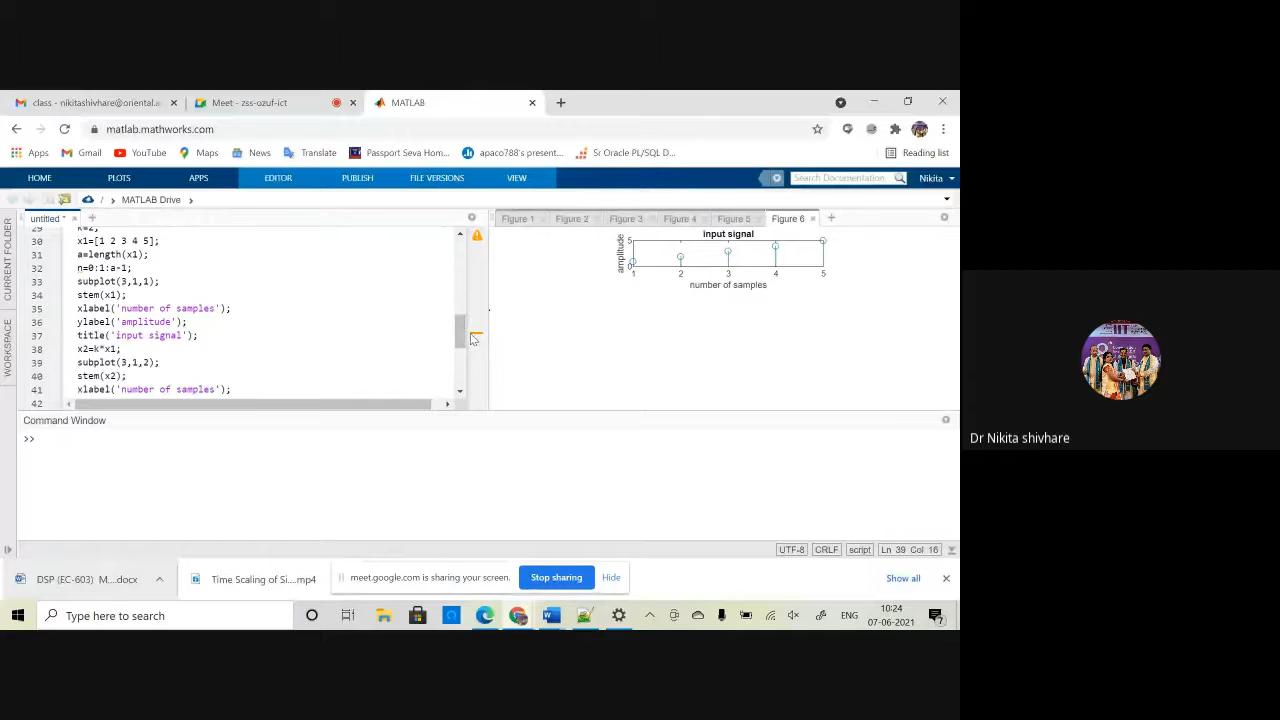 class - nikitashivhare@oriental.a
Meet - zss-ozuf-ict
MATLAB
matlab.mathworks.com
Apps
Gmail
YouTube
Maps
News
Translate
Passport Seva Hom...
apaco788's present...
Sr Oracle PL/SQL D...
Reading list
HOME
PLOTS
APPS
EDITOR
PUBLISH
FILE VERSIONS
VIEW
Search Documentation
Nikita
/
MATLAB Drive
CURRENT FOLDER
WORKSPACE
untitled *
Figure 1
Figure 2
Figure 3
Figure 4
Figure 5
Figure 6
29 k=2;
30 x1=[1 2 3 4 5];
31 a=length(x1);
32 n=0:1:a-1;
33 subplot(3,1,1);
34 stem(x1);
35 xlabel('number of samples');
36 ylabel('amplitude');
37 title('input signal');
38 x2=k*x1;
39 subplot(3,1,2);
40 stem(x2);
41 xlabel('number of samples');
42
input signal
amplitude
5
0
1 2 3 4 5
number of samples
Command Window
>>
UTF-8
CRLF
script
Ln 39 Col 16
DSP (EC-603) M....docx
Time Scaling of Si....mp4
meet.google.com is sharing your screen.
Stop sharing
Hide
Show all
Type here to search
ENG
10:24
07-06-2021
7
Dr Nikita shivhare